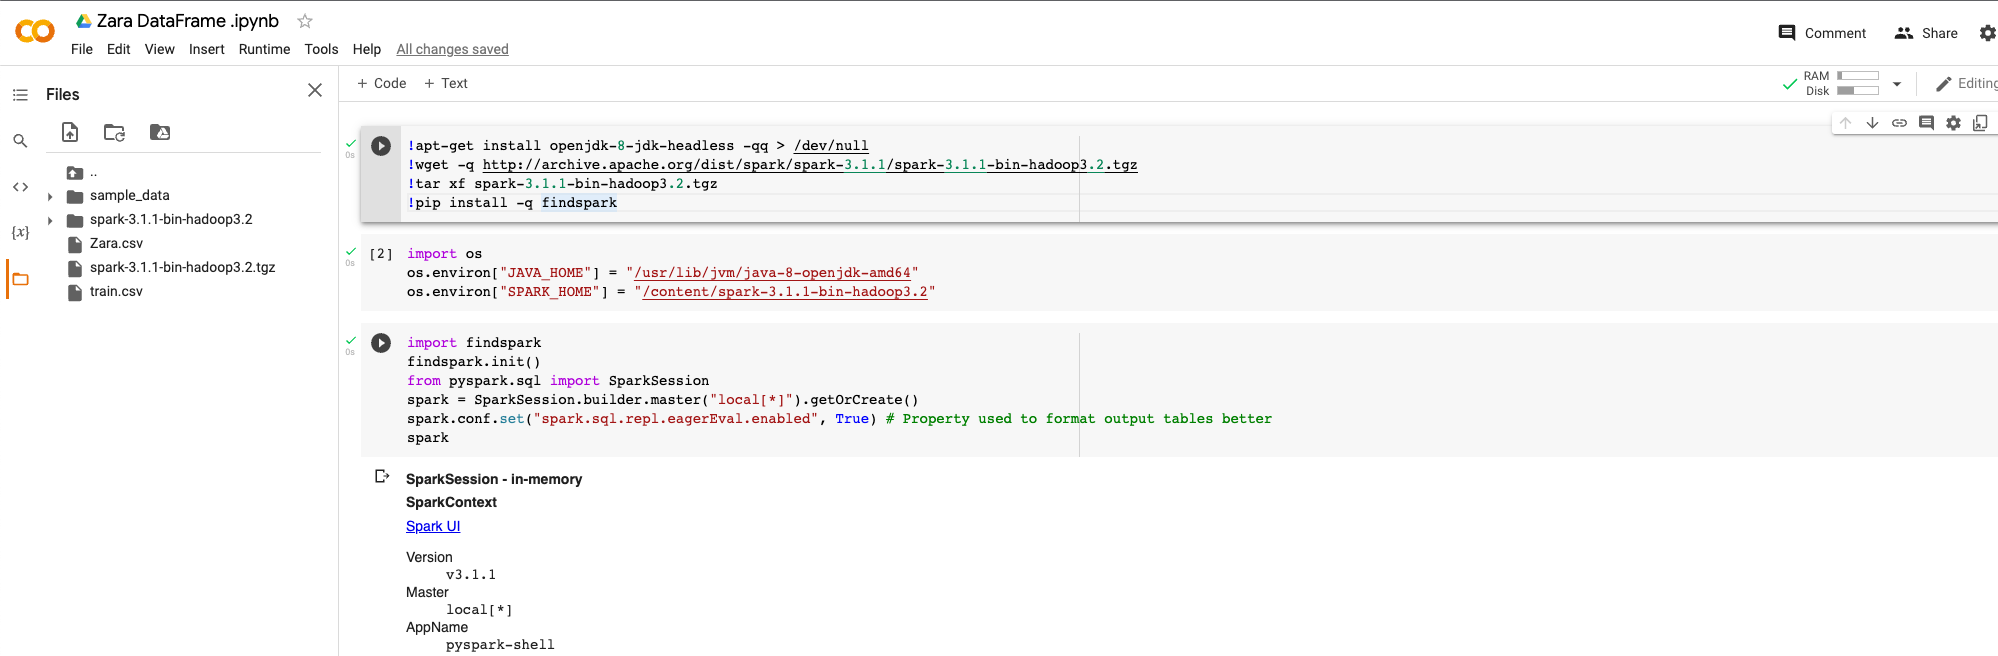 Zara DataFrame .ipynb
File Edit View Insert Runtime Tools Help All changes saved
Comment Share
Files
+ Code + Text
RAM
Disk
Editing
..
sample_data
spark-3.1.1-bin-hadoop3.2
Zara.csv
spark-3.1.1-bin-hadoop3.2.tgz
train.csv
{x}
0s
!apt-get install openjdk-8-jdk-headless -qq > /dev/null
!wget -q http://archive.apache.org/dist/spark/spark-3.1.1/spark-3.1.1-bin-hadoop3.2.tgz
!tar xf spark-3.1.1-bin-hadoop3.2.tgz
!pip install -q findspark
0s
[2] import os
os.environ["JAVA_HOME"] = "/usr/lib/jvm/java-8-openjdk-amd64"
os.environ["SPARK_HOME"] = "/content/spark-3.1.1-bin-hadoop3.2"
0s
import findspark
findspark.init()
from pyspark.sql import SparkSession
spark = SparkSession.builder.master("local[*]").getOrCreate()
spark.conf.set("spark.sql.repl.eagerEval.enabled", True) # Property used to format output tables better
spark
SparkSession - in-memory
SparkContext
Spark UI
Version
v3.1.1
Master
local[*]
AppName
pyspark-shell